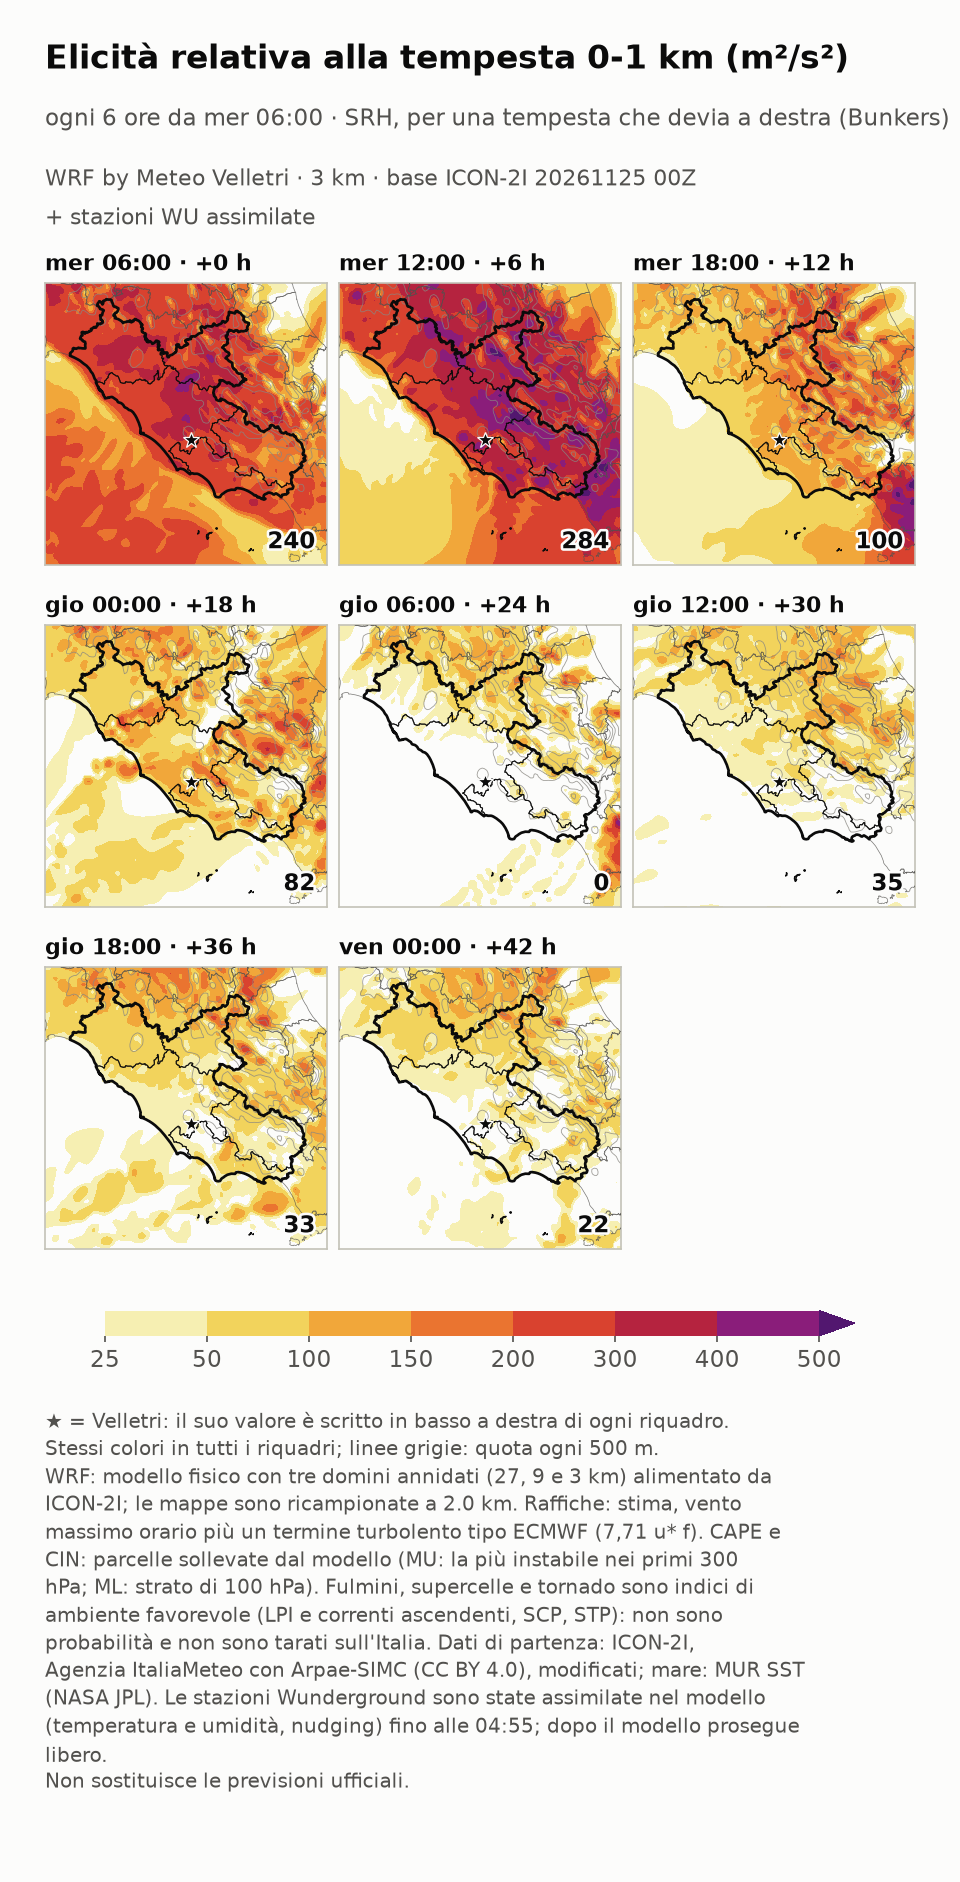 Elicità relativa alla tempesta 0-1 km (m²/s²)
ogni 6 ore da mer 06:00 · SRH, per una tempesta che devia a destra (Bunkers)
WRF by Meteo Velletri · 3 km · base ICON-2I 20261125 00Z
+ stazioni WU assimilate
mer 06:00 · +0 h
mer 12:00 · +6 h
mer 18:00 · +12 h
240
284
100
gio 00:00 · +18 h
gio 06:00 · +24 h
gio 12:00 · +30 h
82
0
35
gio 18:00 · +36 h
ven 00:00 · +42 h
33
22
25 50 100 150 200 300 400 500
★ = Velletri: il suo valore è scritto in basso a destra di ogni riquadro.
Stessi colori in tutti i riquadri; linee grigie: quota ogni 500 m.
WRF: modello fisico con tre domini annidati (27, 9 e 3 km) alimentato da
ICON-2I; le mappe sono ricampionate a 2.0 km. Raffiche: stima, vento
massimo orario più un termine turbolento tipo ECMWF (7,71 u* f). CAPE e
CIN: parcelle sollevate dal modello (MU: la più instabile nei primi 300
hPa; ML: strato di 100 hPa). Fulmini, supercelle e tornado sono indici di
ambiente favorevole (LPI e correnti ascendenti, SCP, STP): non sono
probabilità e non sono tarati sull'Italia. Dati di partenza: ICON-2I,
Agenzia ItaliaMeteo con Arpae-SIMC (CC BY 4.0), modificati; mare: MUR SST
(NASA JPL). Le stazioni Wunderground sono state assimilate nel modello
(temperatura e umidità, nudging) fino alle 04:55; dopo il modello prosegue
libero.
Non sostituisce le previsioni ufficiali.